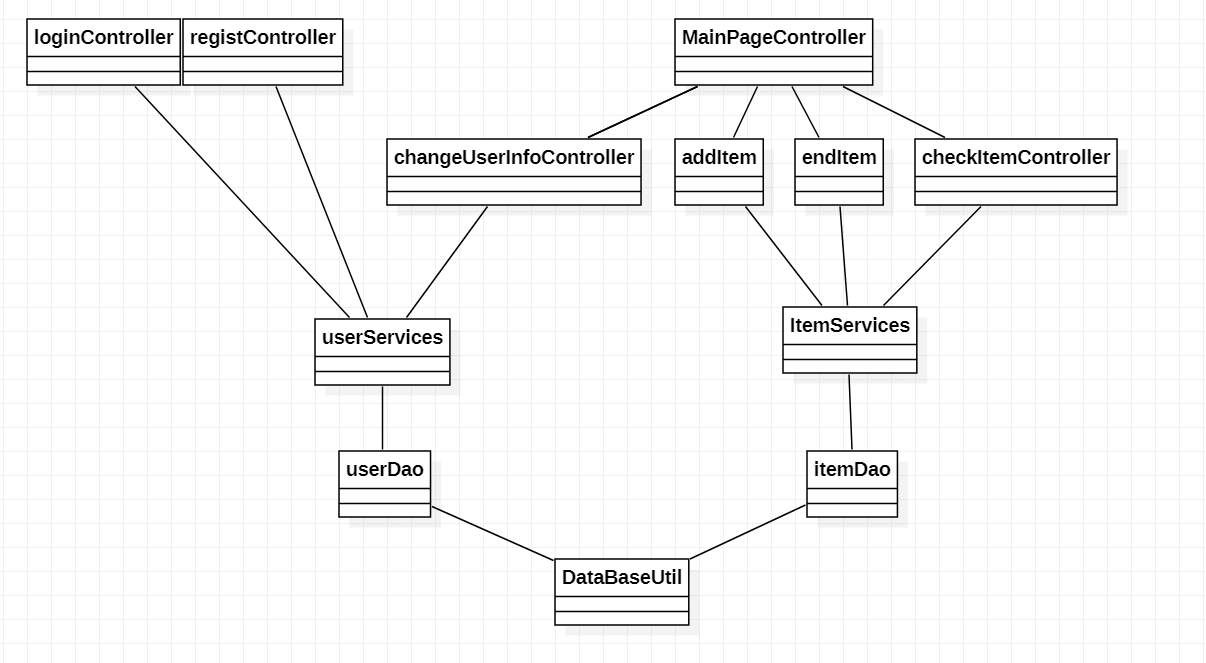 loginController
registController
MainPageController
changeUserInfoController
addItem
endItem
checkItemController
userServices
ItemServices
userDao
itemDao
DataBaseUtil